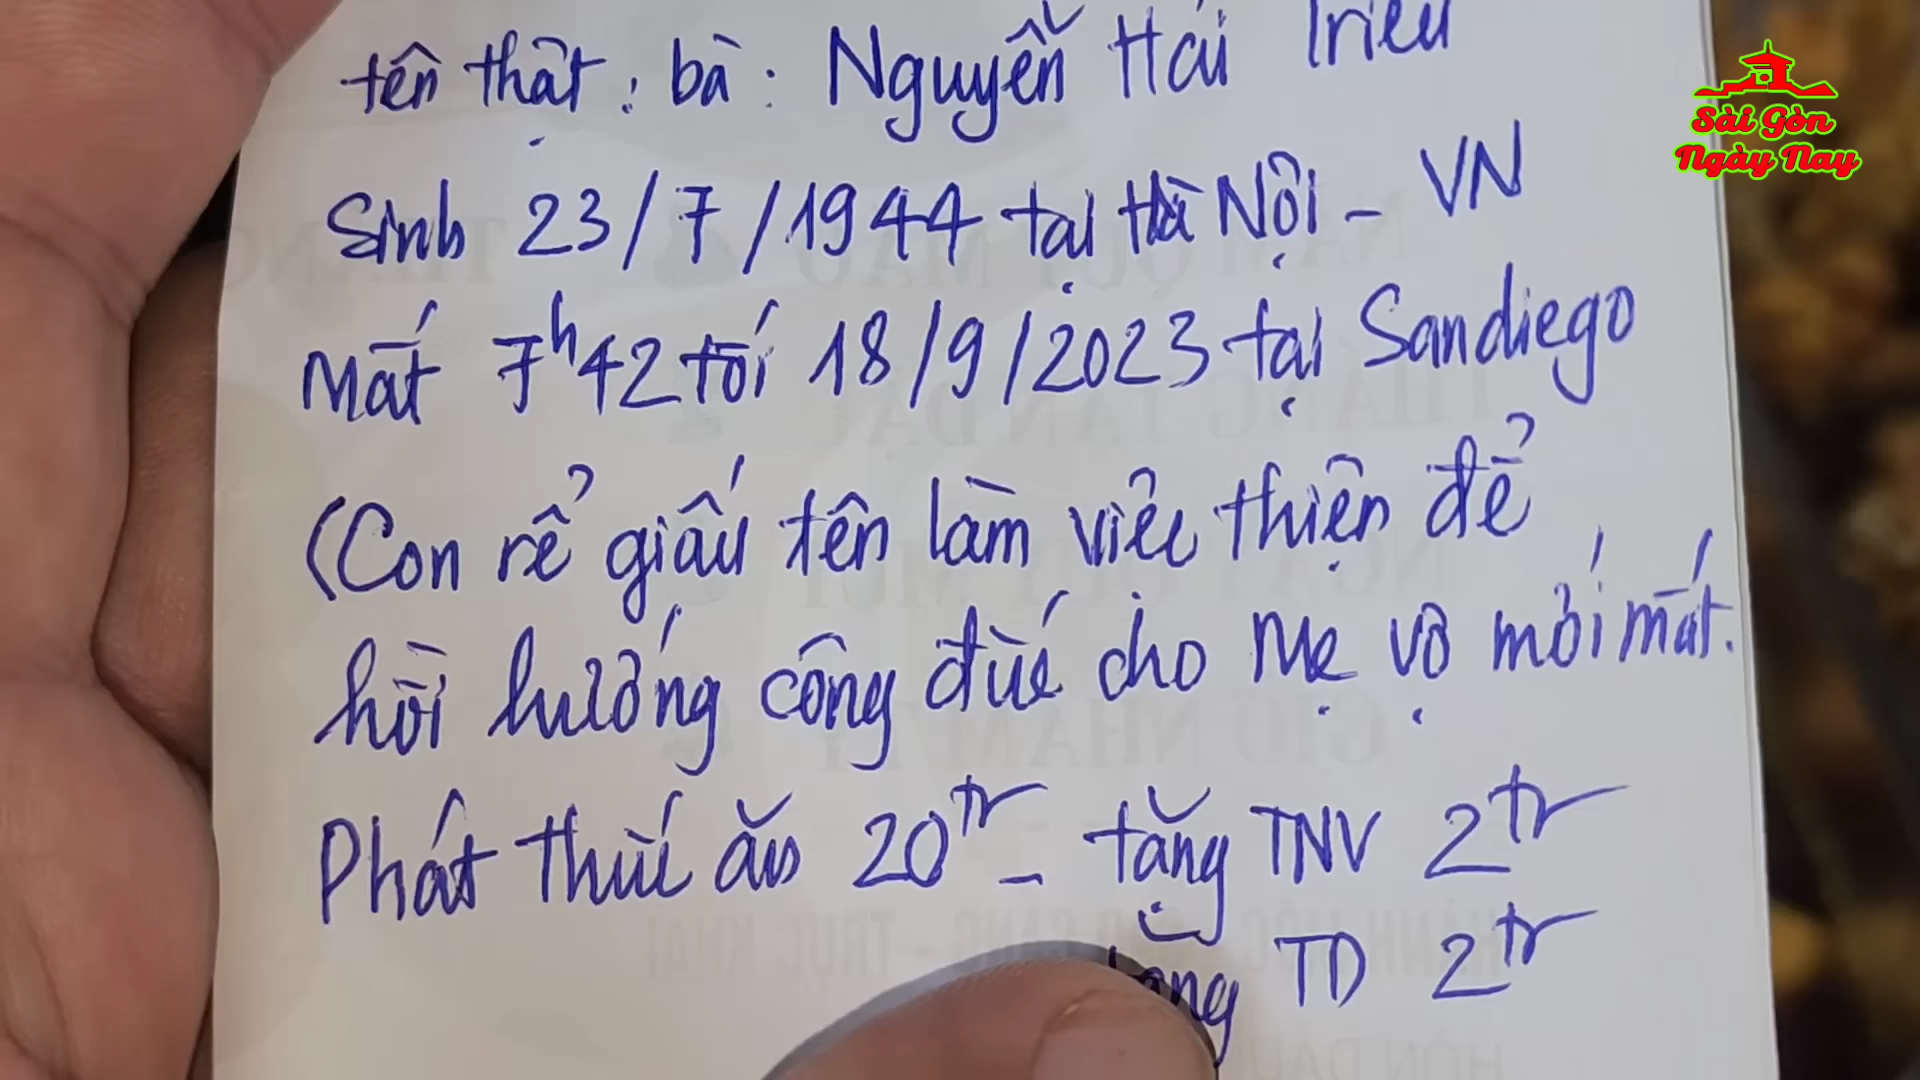 tên thật : bà : Nguyễn Hải Triều
Sài Gòn
Ngày Nay
Sinh 23/7/1944 tại Hà Nội - VN
Mất 7h42 tối 18/9/2023 tại Sandiego
(Con rể giấu tên làm việc thiện để
hồi hướng công đức cho Mẹ vợ mới mất.
Phát thức ăn 20tr - tặng TNV 2tr
tặng TD 2tr